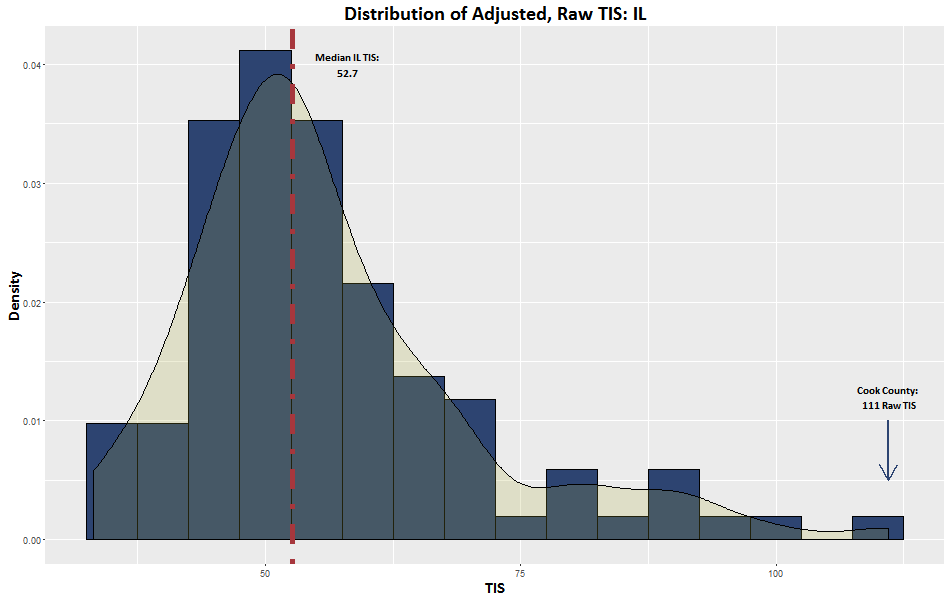 Distribution of Adjusted, Raw TIS: IL
Median IL TIS:
52.7
Cook County:
111 Raw TIS
Density
0.04
0.03
0.02
0.01
0.00
50
75
100
TIS